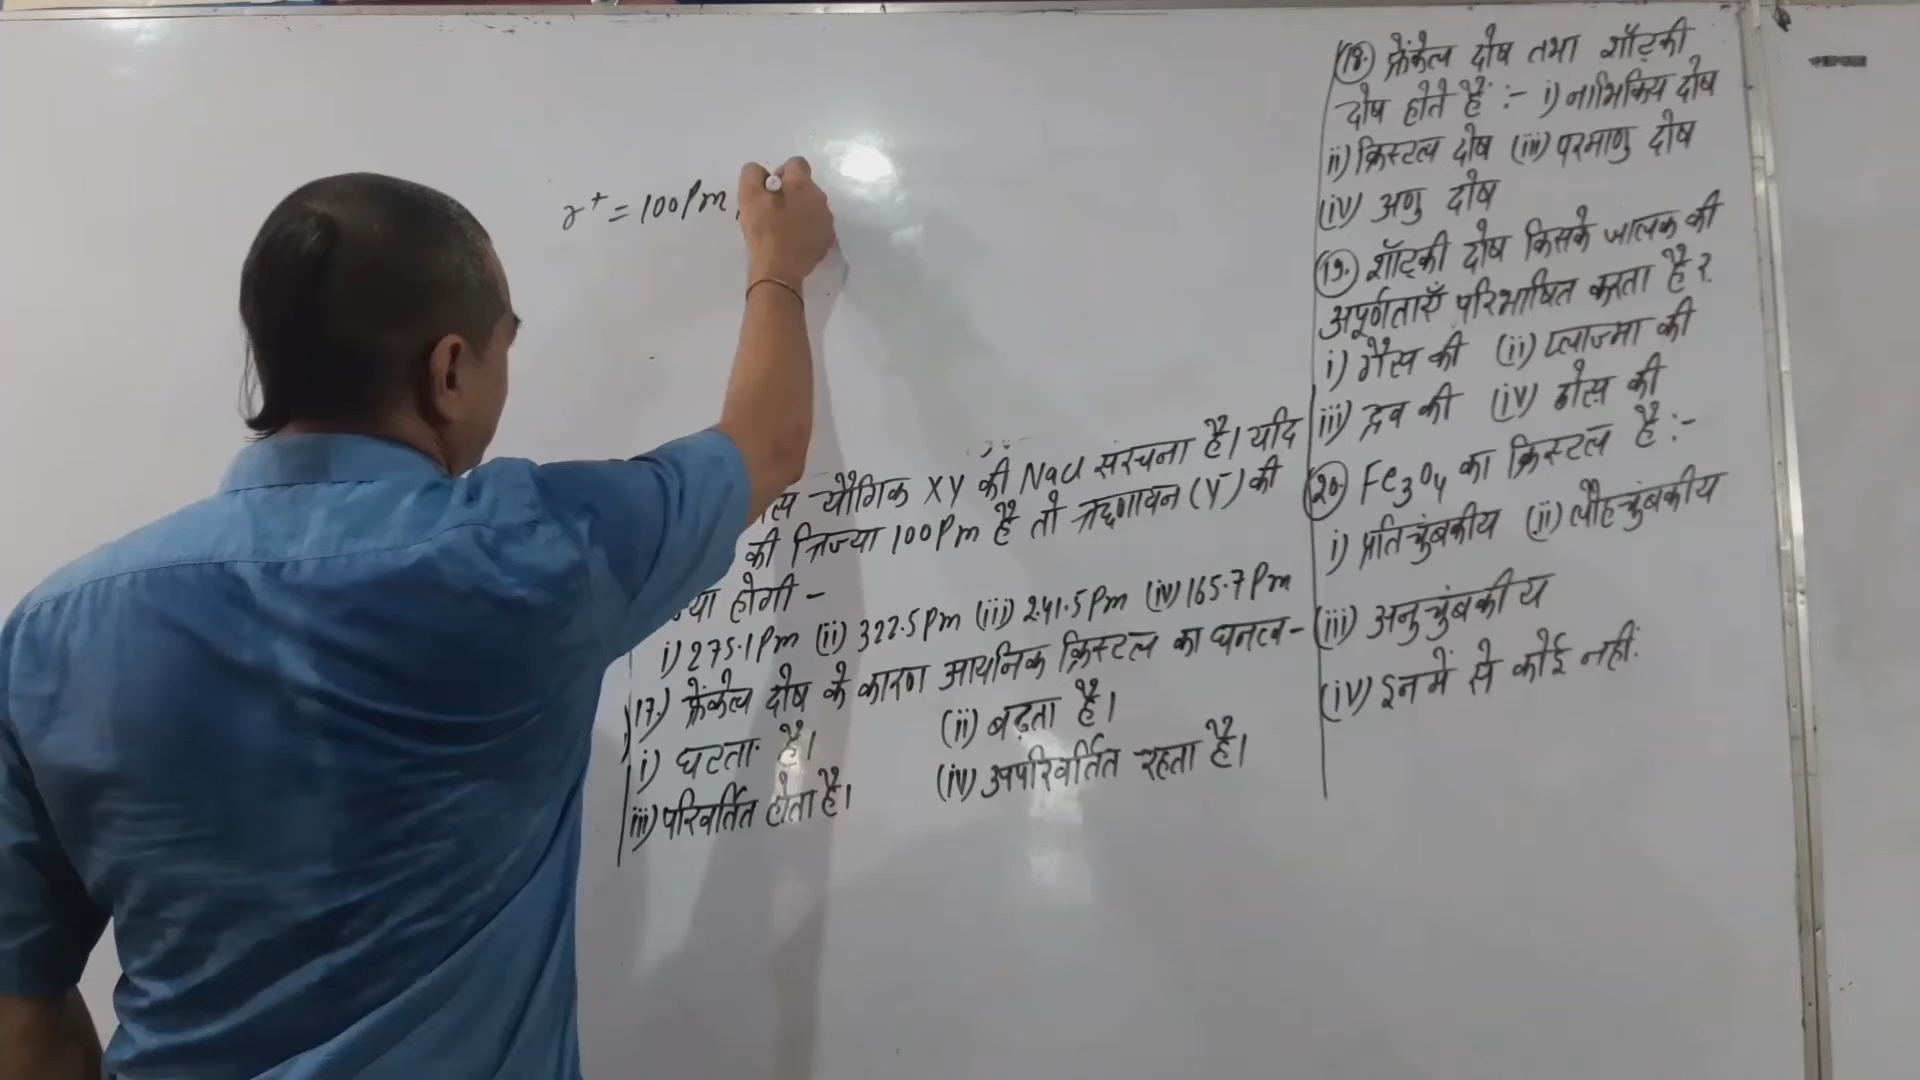 r⁺ = 100Pm,
यौगिक XY की NaCl संरचना है। यदि
की त्रिज्या 100Pm है तो ऋणायन (Y⁻) की
होगी -
i) 275.1Pm (ii) 322.5Pm (iii) 241.5Pm (iv) 165.7Pm
17.) फ्रेंकेल दोष के कारण आयनिक क्रिस्टल का घनत्व -
i) घटता है। (ii) बढ़ता है।
iii) परिवर्तित होता है। (iv) अपरिवर्तित रहता है।
18. फ्रेंकेल दोष तथा शॉट्की
दोष होते हैं :- i) नाभिकिय दोष
ii) क्रिस्टल दोष (iii) परमाणु दोष
(iv) अणु दोष
19. शॉट्की दोष किसके जालक की
अपूर्णताएँ परिभाषित करता है ?
i) गैस की (ii) प्लाज्मा की
iii) द्रव की (iv) ठोस की
20. Fe₃O₄ का क्रिस्टल है :-
i) प्रतिचुंबकीय (ii) लौहचुंबकीय
(iii) अनुचुंबकीय
(iv) इनमें से कोई नहीं.